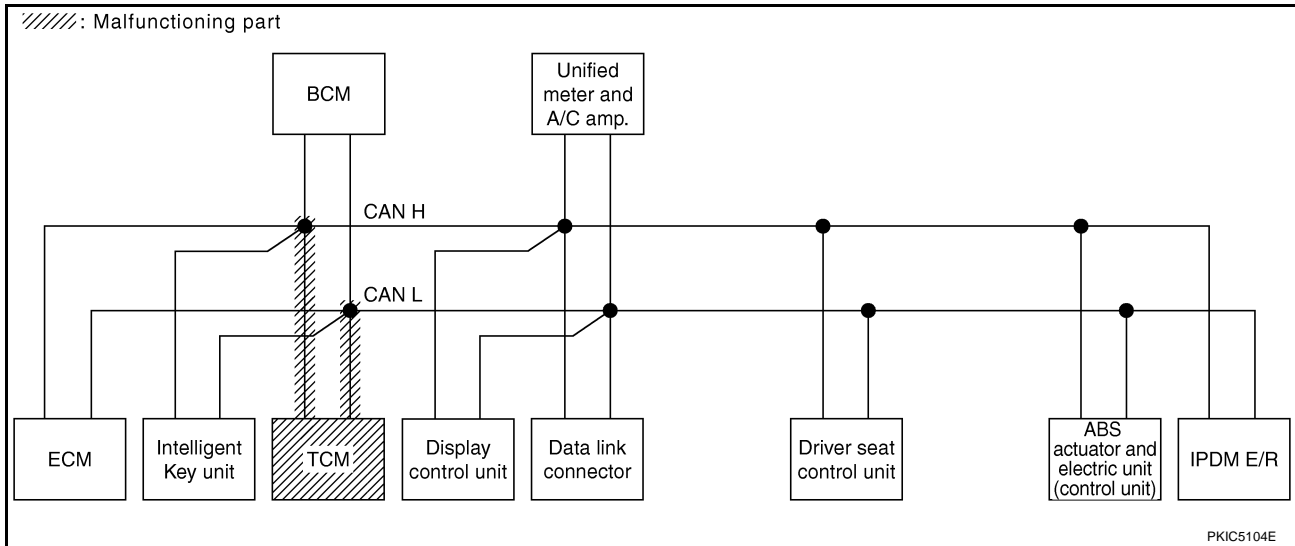 : Malfunctioning part
BCM
Unified
meter and
A/C amp.
CAN H
CAN L
ECM
Intelligent
Key unit
TCM
Display
control unit
Data link
connector
Driver seat
control unit
ABS
actuator and
electric unit
(control unit)
IPDM E/R
PKIC5104E